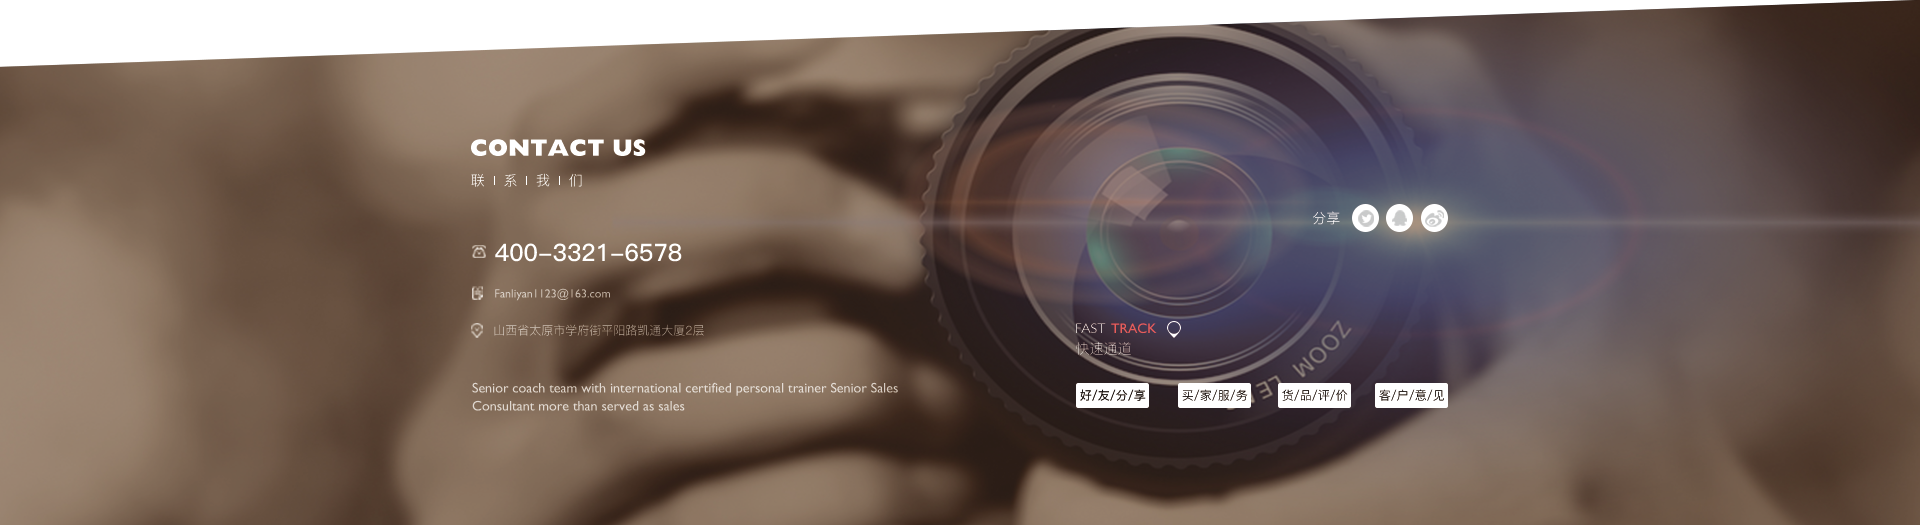 CONTACT US
联 | 系 | 我 | 们
400-3321-6578
Fanliyan1123@163.com
山西省太原市学府街平阳路凯通大厦2层
Senior coach team with international certified personal trainer Senior Sales
Consultant more than served as sales
分享
FAST TRACK
快速通道
ZOOM LE
好/友/分/享
买/家/服/务
货/品/评/价
客/户/意/见